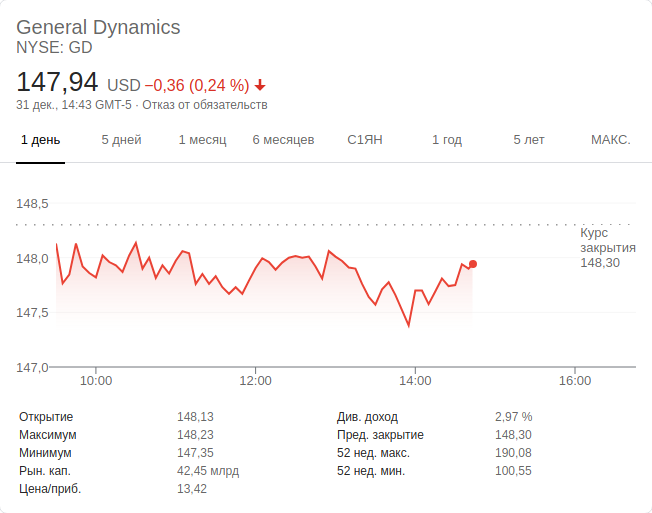 General Dynamics
NYSE: GD
147,94 USD −0,36 (0,24 %)
31 дек., 14:43 GMT-5 · Отказ от обязательств
1 день 5 дней 1 месяц 6 месяцев С1ЯН 1 год 5 лет МАКС.
148,5
Курс
закрытия
148,30
148,0
147,5
147,0
10:00 12:00 14:00 16:00
Открытие 148,13 Див. доход 2,97 %
Максимум 148,23 Пред. закрытие 148,30
Минимум 147,35 52 нед. макс. 190,08
Рын. кап. 42,45 млрд 52 нед. мин. 100,55
Цена/приб. 13,42